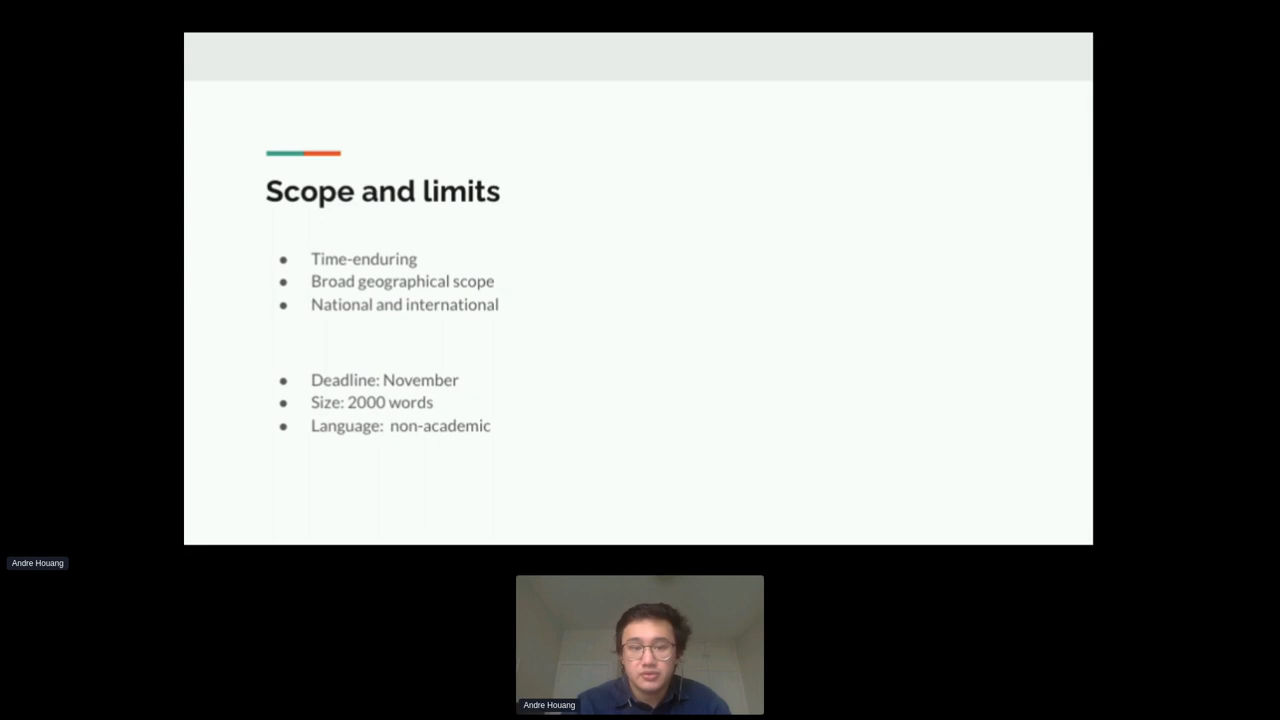 Scope and limits
● Time-enduring
● Broad geographical scope
● National and international
● Deadline: November
● Size: 2000 words
● Language: non-academic
Andre Houang
Andre Houang